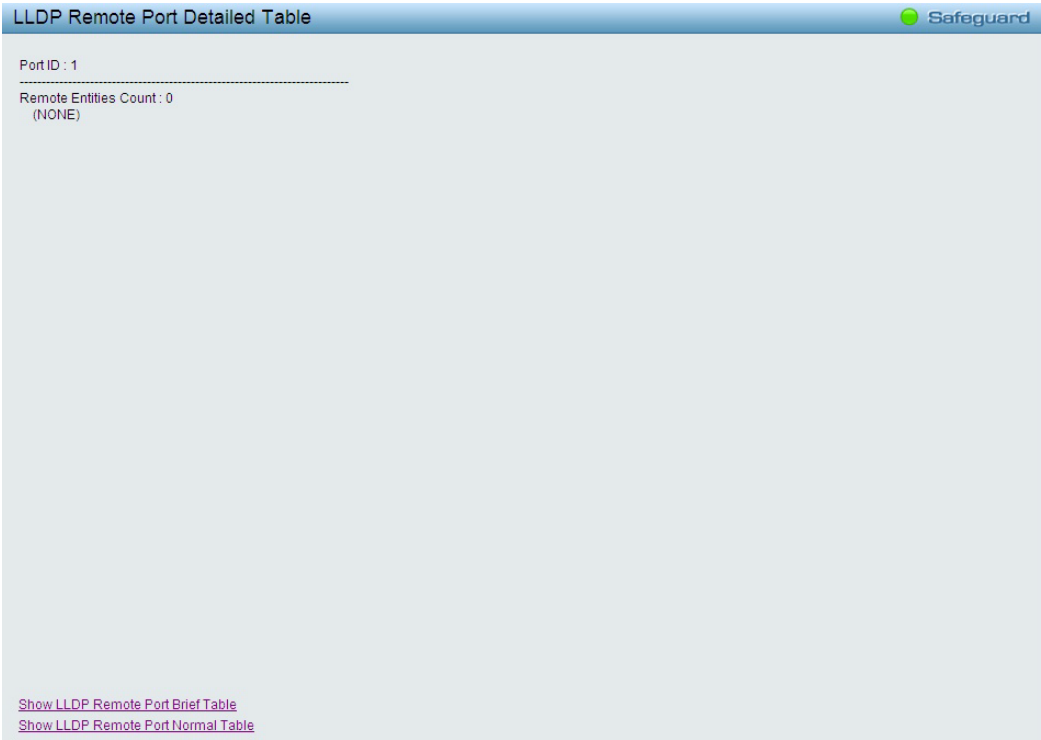 LLDP Remote Port Detailed Table
Safeguard
Port ID : 1
--------------------------------------------------------------------------
Remote Entities Count : 0
(NONE)
Show LLDP Remote Port Brief Table
Show LLDP Remote Port Normal Table